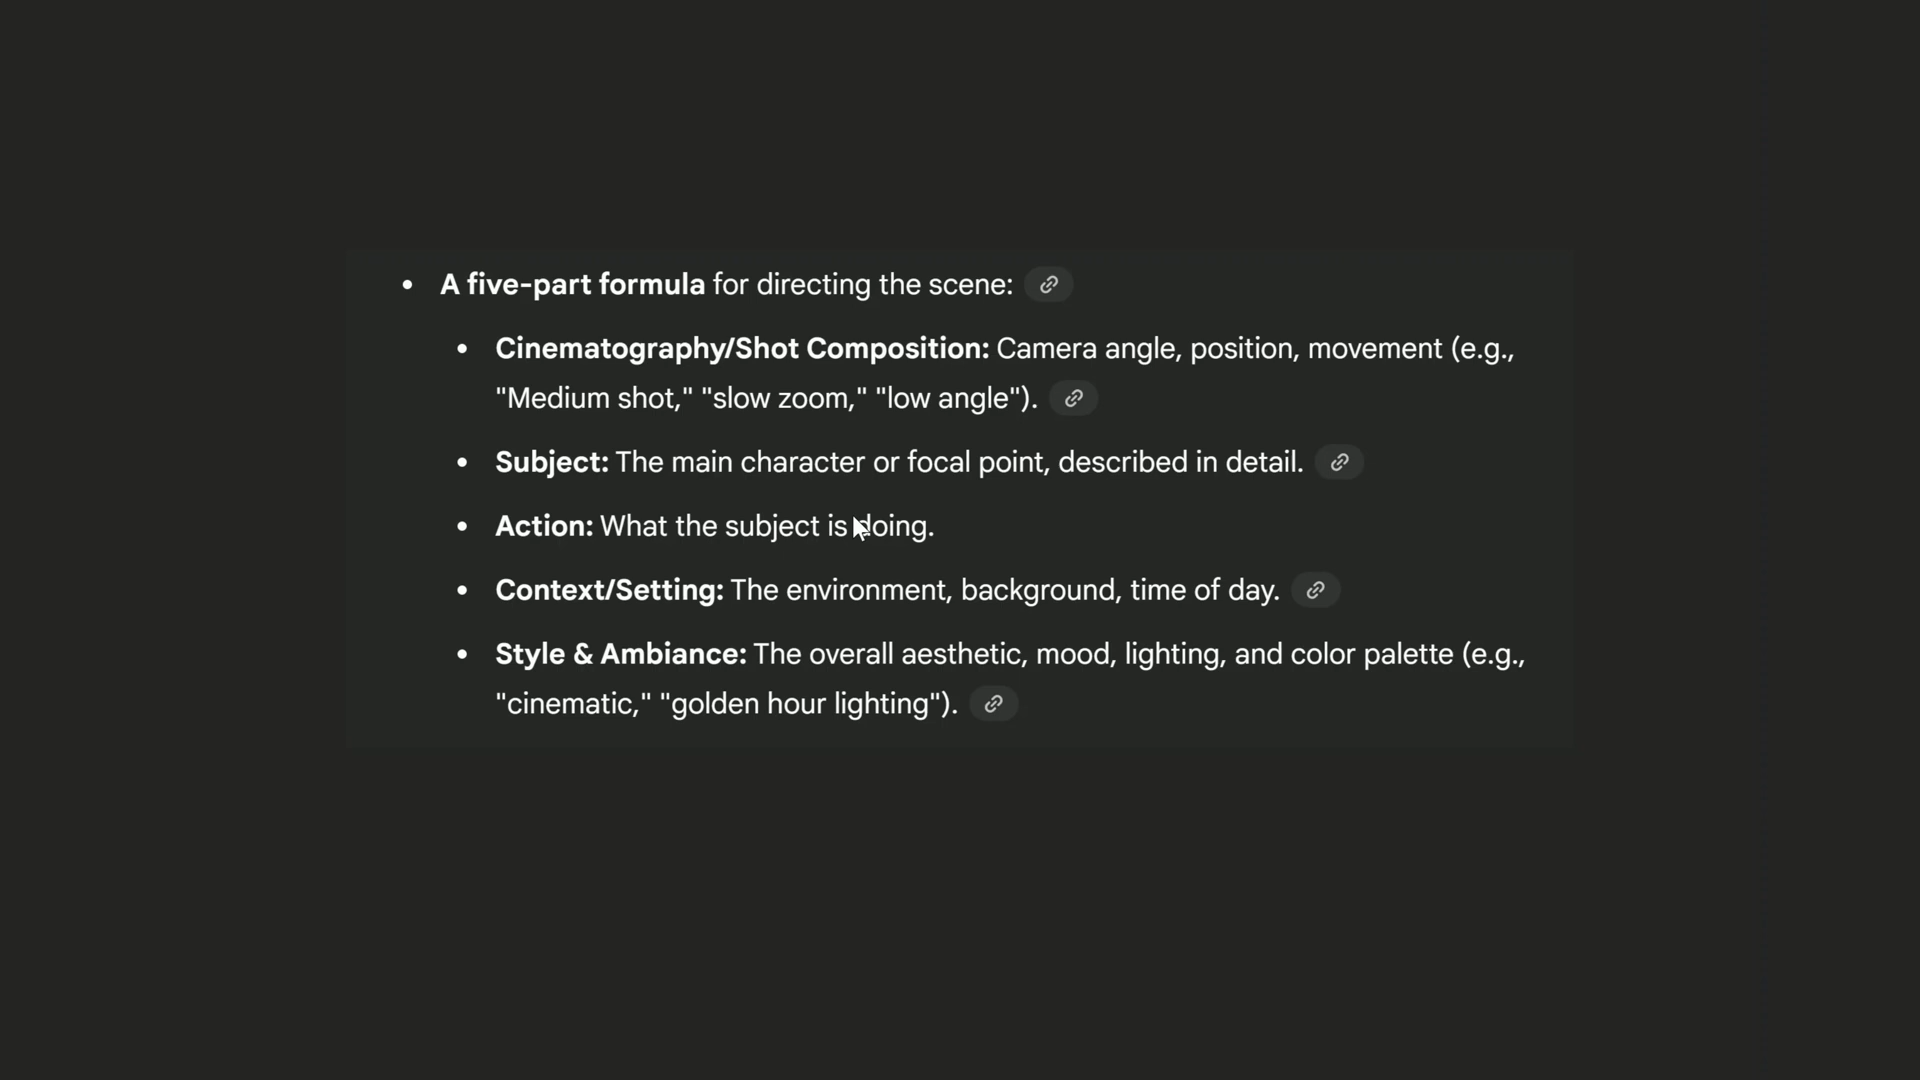 • A five-part formula for directing the scene:
• Cinematography/Shot Composition: Camera angle, position, movement (e.g.,
"Medium shot," "slow zoom," "low angle").
• Subject: The main character or focal point, described in detail.
• Action: What the subject is doing.
• Context/Setting: The environment, background, time of day.
• Style & Ambiance: The overall aesthetic, mood, lighting, and color palette (e.g.,
"cinematic," "golden hour lighting").